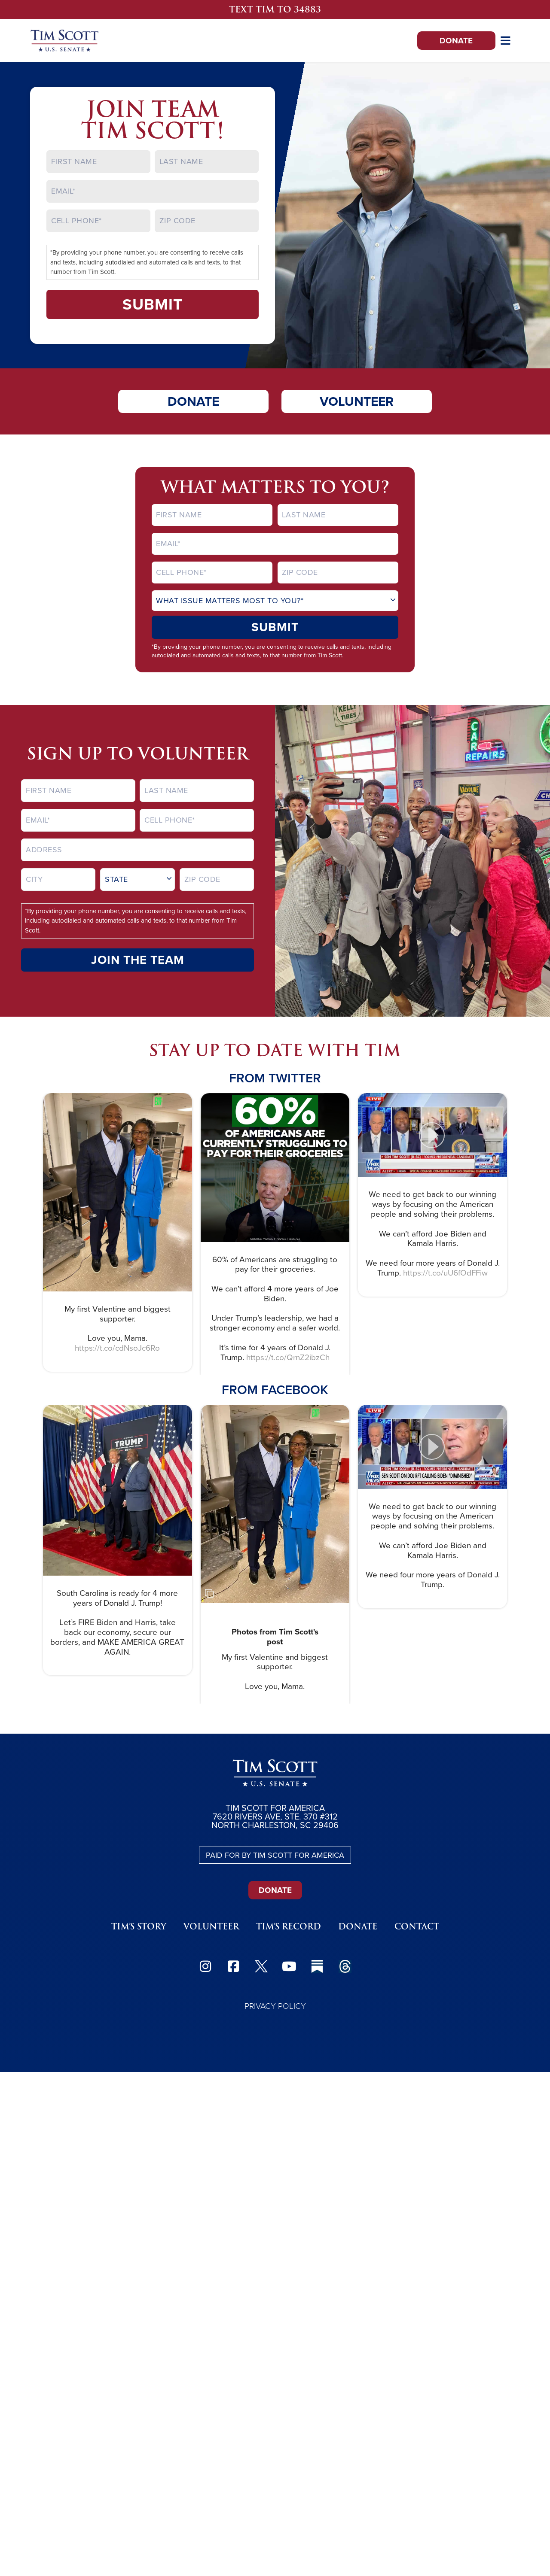 TEXT TIM TO 34883
TIM SCOTT
U.S. SENATE
DONATE
JOIN TEAM
TIM SCOTT!
FIRST NAME
LAST NAME
EMAIL*
CELL PHONE*
ZIP CODE
*By providing your phone number, you are consenting to receive calls
and texts, including autodialed and automated calls and texts, to that
number from Tim Scott.
SUBMIT
DONATE
VOLUNTEER
WHAT MATTERS TO YOU?
FIRST NAME
LAST NAME
EMAIL*
CELL PHONE*
ZIP CODE
WHAT ISSUE MATTERS MOST TO YOU?*
SUBMIT
*By providing your phone number, you are consenting to receive calls and texts, including
autodialed and automated calls and texts, to that number from Tim Scott.
KELLY
TIRES
CAR
REPAIRS
VALVOLINE
SIGN UP TO VOLUNTEER
FIRST NAME
LAST NAME
EMAIL*
CELL PHONE*
ADDRESS
CITY
STATE
ZIP CODE
*By providing your phone number, you are consenting to receive calls and texts,
including autodialed and automated calls and texts, to that number from Tim
Scott.
JOIN THE TEAM
STAY UP TO DATE WITH TIM
FROM TWITTER
My first Valentine and biggest
supporter.
Love you, Mama.
https://t.co/cdNsoJc6Ro
60%
OF AMERICANS ARE
CURRENTLY STRUGGLING TO
PAY FOR THEIR GROCERIES
60% of Americans are struggling to
pay for their groceries.
We can't afford 4 more years of Joe
Biden.
Under Trump's leadership, we had a
stronger economy and a safer world.
It's time for 4 years of Donald J.
Trump. https://t.co/QrnZ2ibzCh
LIVE
FOX
NEWS
We need to get back to our winning
ways by focusing on the American
people and solving their problems.
We can't afford Joe Biden and
Kamala Harris.
We need four more years of Donald J.
Trump. https://t.co/uU6fOdFFiw
FROM FACEBOOK
TRUMP
South Carolina is ready for 4 more
years of Donald J. Trump!
Let's FIRE Biden and Harris, take
back our economy, secure our
borders, and MAKE AMERICA GREAT
AGAIN.
Photos from Tim Scott's
post
My first Valentine and biggest
supporter.
Love you, Mama.
LIVE
SEN SCOTT ON DOJ RPT CALLING BIDEN "DIMINISHED"
FOX
NEWS
We need to get back to our winning
ways by focusing on the American
people and solving their problems.
We can't afford Joe Biden and
Kamala Harris.
We need four more years of Donald J.
Trump.
TIM SCOTT
U.S. SENATE
TIM SCOTT FOR AMERICA
7620 RIVERS AVE, STE. 370 #312
NORTH CHARLESTON, SC 29406
PAID FOR BY TIM SCOTT FOR AMERICA
DONATE
TIM'S STORY
VOLUNTEER
TIM'S RECORD
DONATE
CONTACT
PRIVACY POLICY